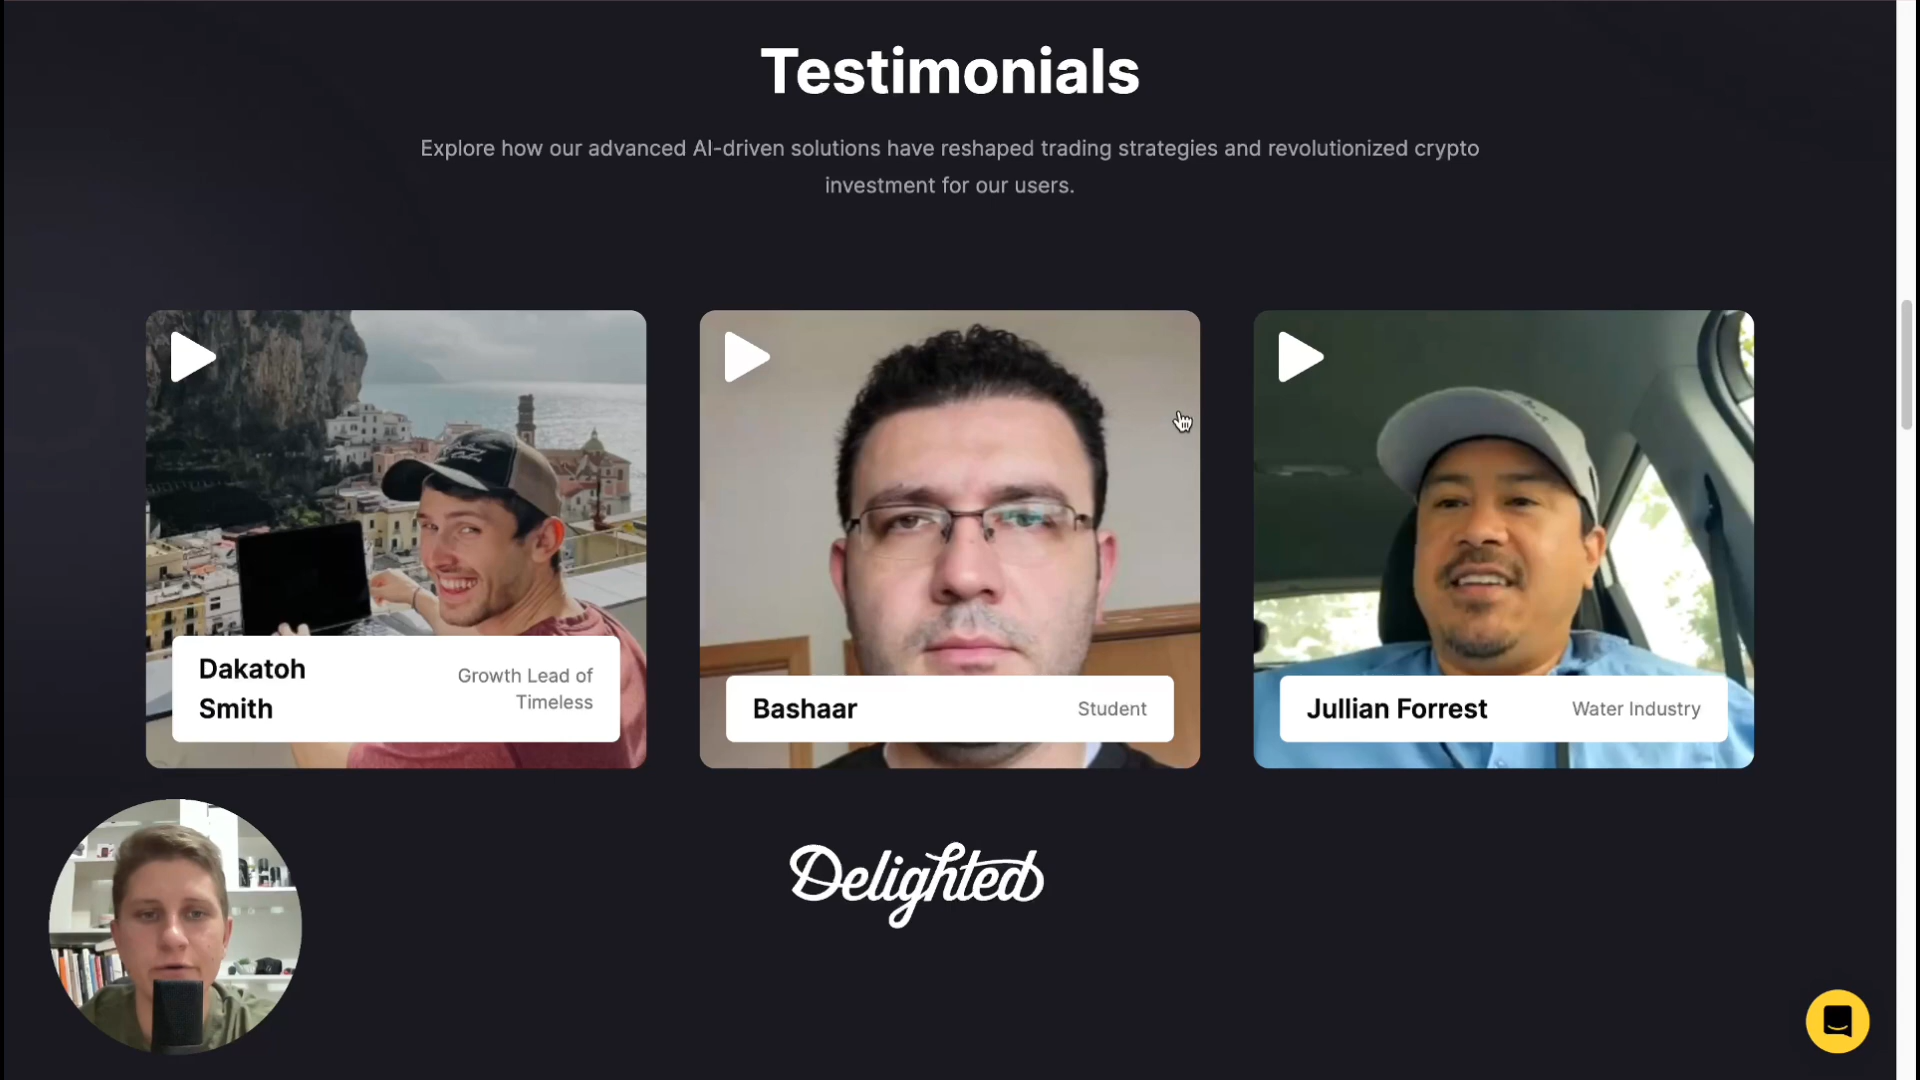 Testimonials
Explore how our advanced AI-driven solutions have reshaped trading strategies and revolutionized crypto
investment for our users.
Dakatoh
Smith
Growth Lead of
Timeless
Bashaar
Student
Jullian Forrest
Water Industry
Delighted